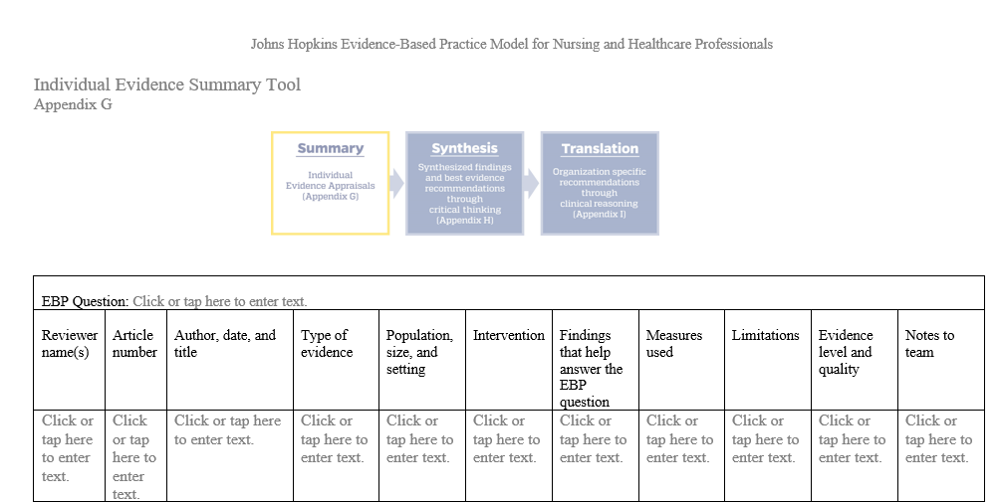 Johns Hopkins Evidence-Based Practice Model for Nursing and Healthcare Professionals
Individual Evidence Summary Tool
Appendix G
Summary
Individual
Evidence Appraisals
(Appendix G)
Synthesis
Synthesized findings
and best evidence
recommendations
through
critical thinking
(Appendix H)
Translation
Organization specific
recommendations
through
clinical reasoning
(Appendix I)
EBP Question: Click or tap here to enter text.
Reviewer
name(s)
Article
number
Author, date, and
title
Type of
evidence
Population,
size, and
setting
Intervention
Findings
that help
answer the
EBP
question
Measures
used
Limitations
Evidence
level and
quality
Notes to
team
Click or
tap here
to enter
text.
Click
or tap
here to
enter
text.
Click or tap here
to enter text.
Click or
tap here to
enter text.
Click or
tap here to
enter text.
Click or
tap here to
enter text.
Click or
tap here to
enter text.
Click or
tap here to
enter text.
Click or
tap here to
enter text.
Click or
tap here to
enter text.
Click or
tap here to
enter text.